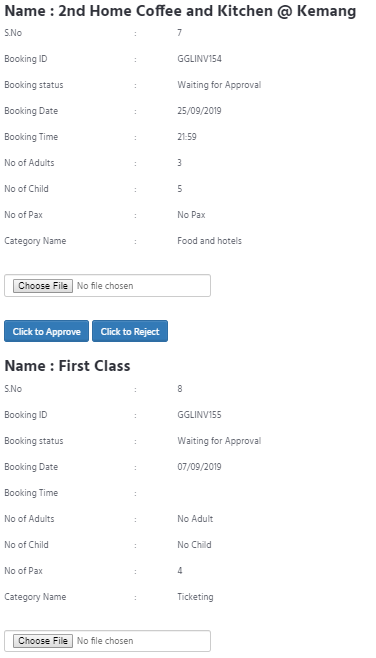 Name : 2nd Home Coffee and Kitchen @ Kemang
S.No : 7
Booking ID : GGLINV154
Booking status : Waiting for Approval
Booking Date : 25/09/2019
Booking Time : 21:59
No of Adults : 3
No of Child : 5
No of Pax : No Pax
Category Name : Food and hotels
Choose File No file chosen
Click to Approve Click to Reject
Name : First Class
S.No : 8
Booking ID : GGLINV155
Booking status : Waiting for Approval
Booking Date : 07/09/2019
Booking Time :
No of Adults : No Adult
No of Child : No Child
No of Pax : 4
Category Name : Ticketing
Choose File No file chosen